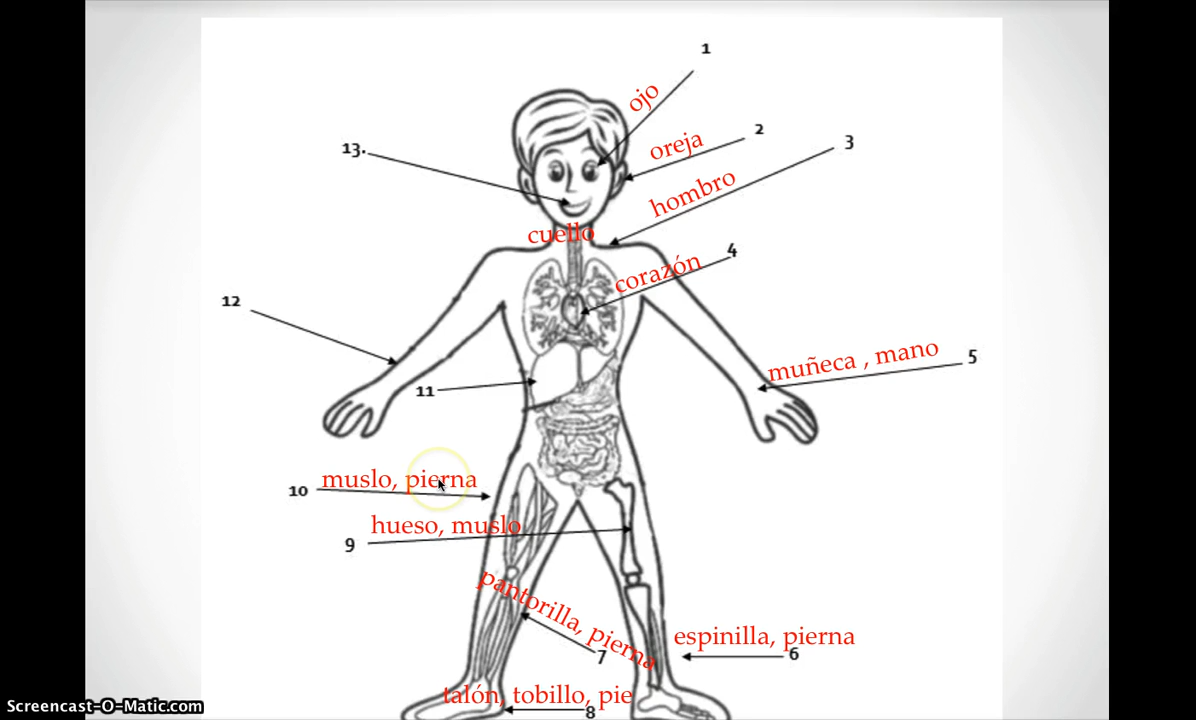 1
ojo
2
oreja
3
13.
hombro
cuello
4
corazón
12
5
muñeca , mano
11
muslo, pierna
10
hueso, muslo
9
pantorilla, pierna
7
espinilla, pierna
6
talón, tobillo, pie
8
Screencast-O-Matic.com